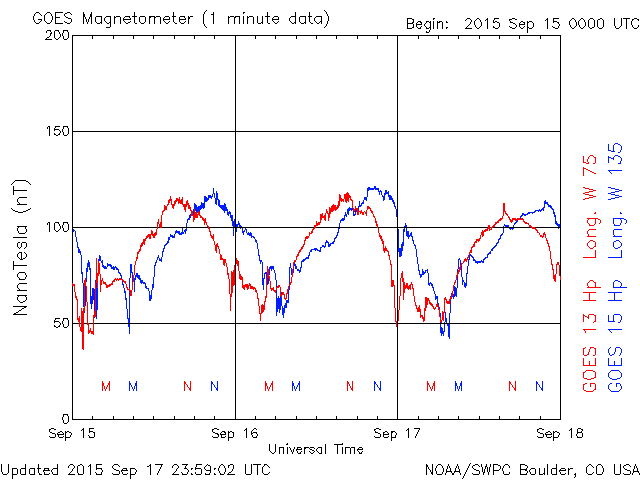 GOES Magnetometer (1 minute data)
Begin: 2015 Sep 15 0000 UTC
200
150
100
50
0
NanoTesla (nT)
M M N N M M N N M M N N
Sep 15 Sep 16 Sep 17 Sep 18
Universal Time
GOES 13 Hp Long. W 75
GOES 15 Hp Long. W 135
Updated 2015 Sep 17 23:59:02 UTC
NOAA/SWPC Boulder, CO USA